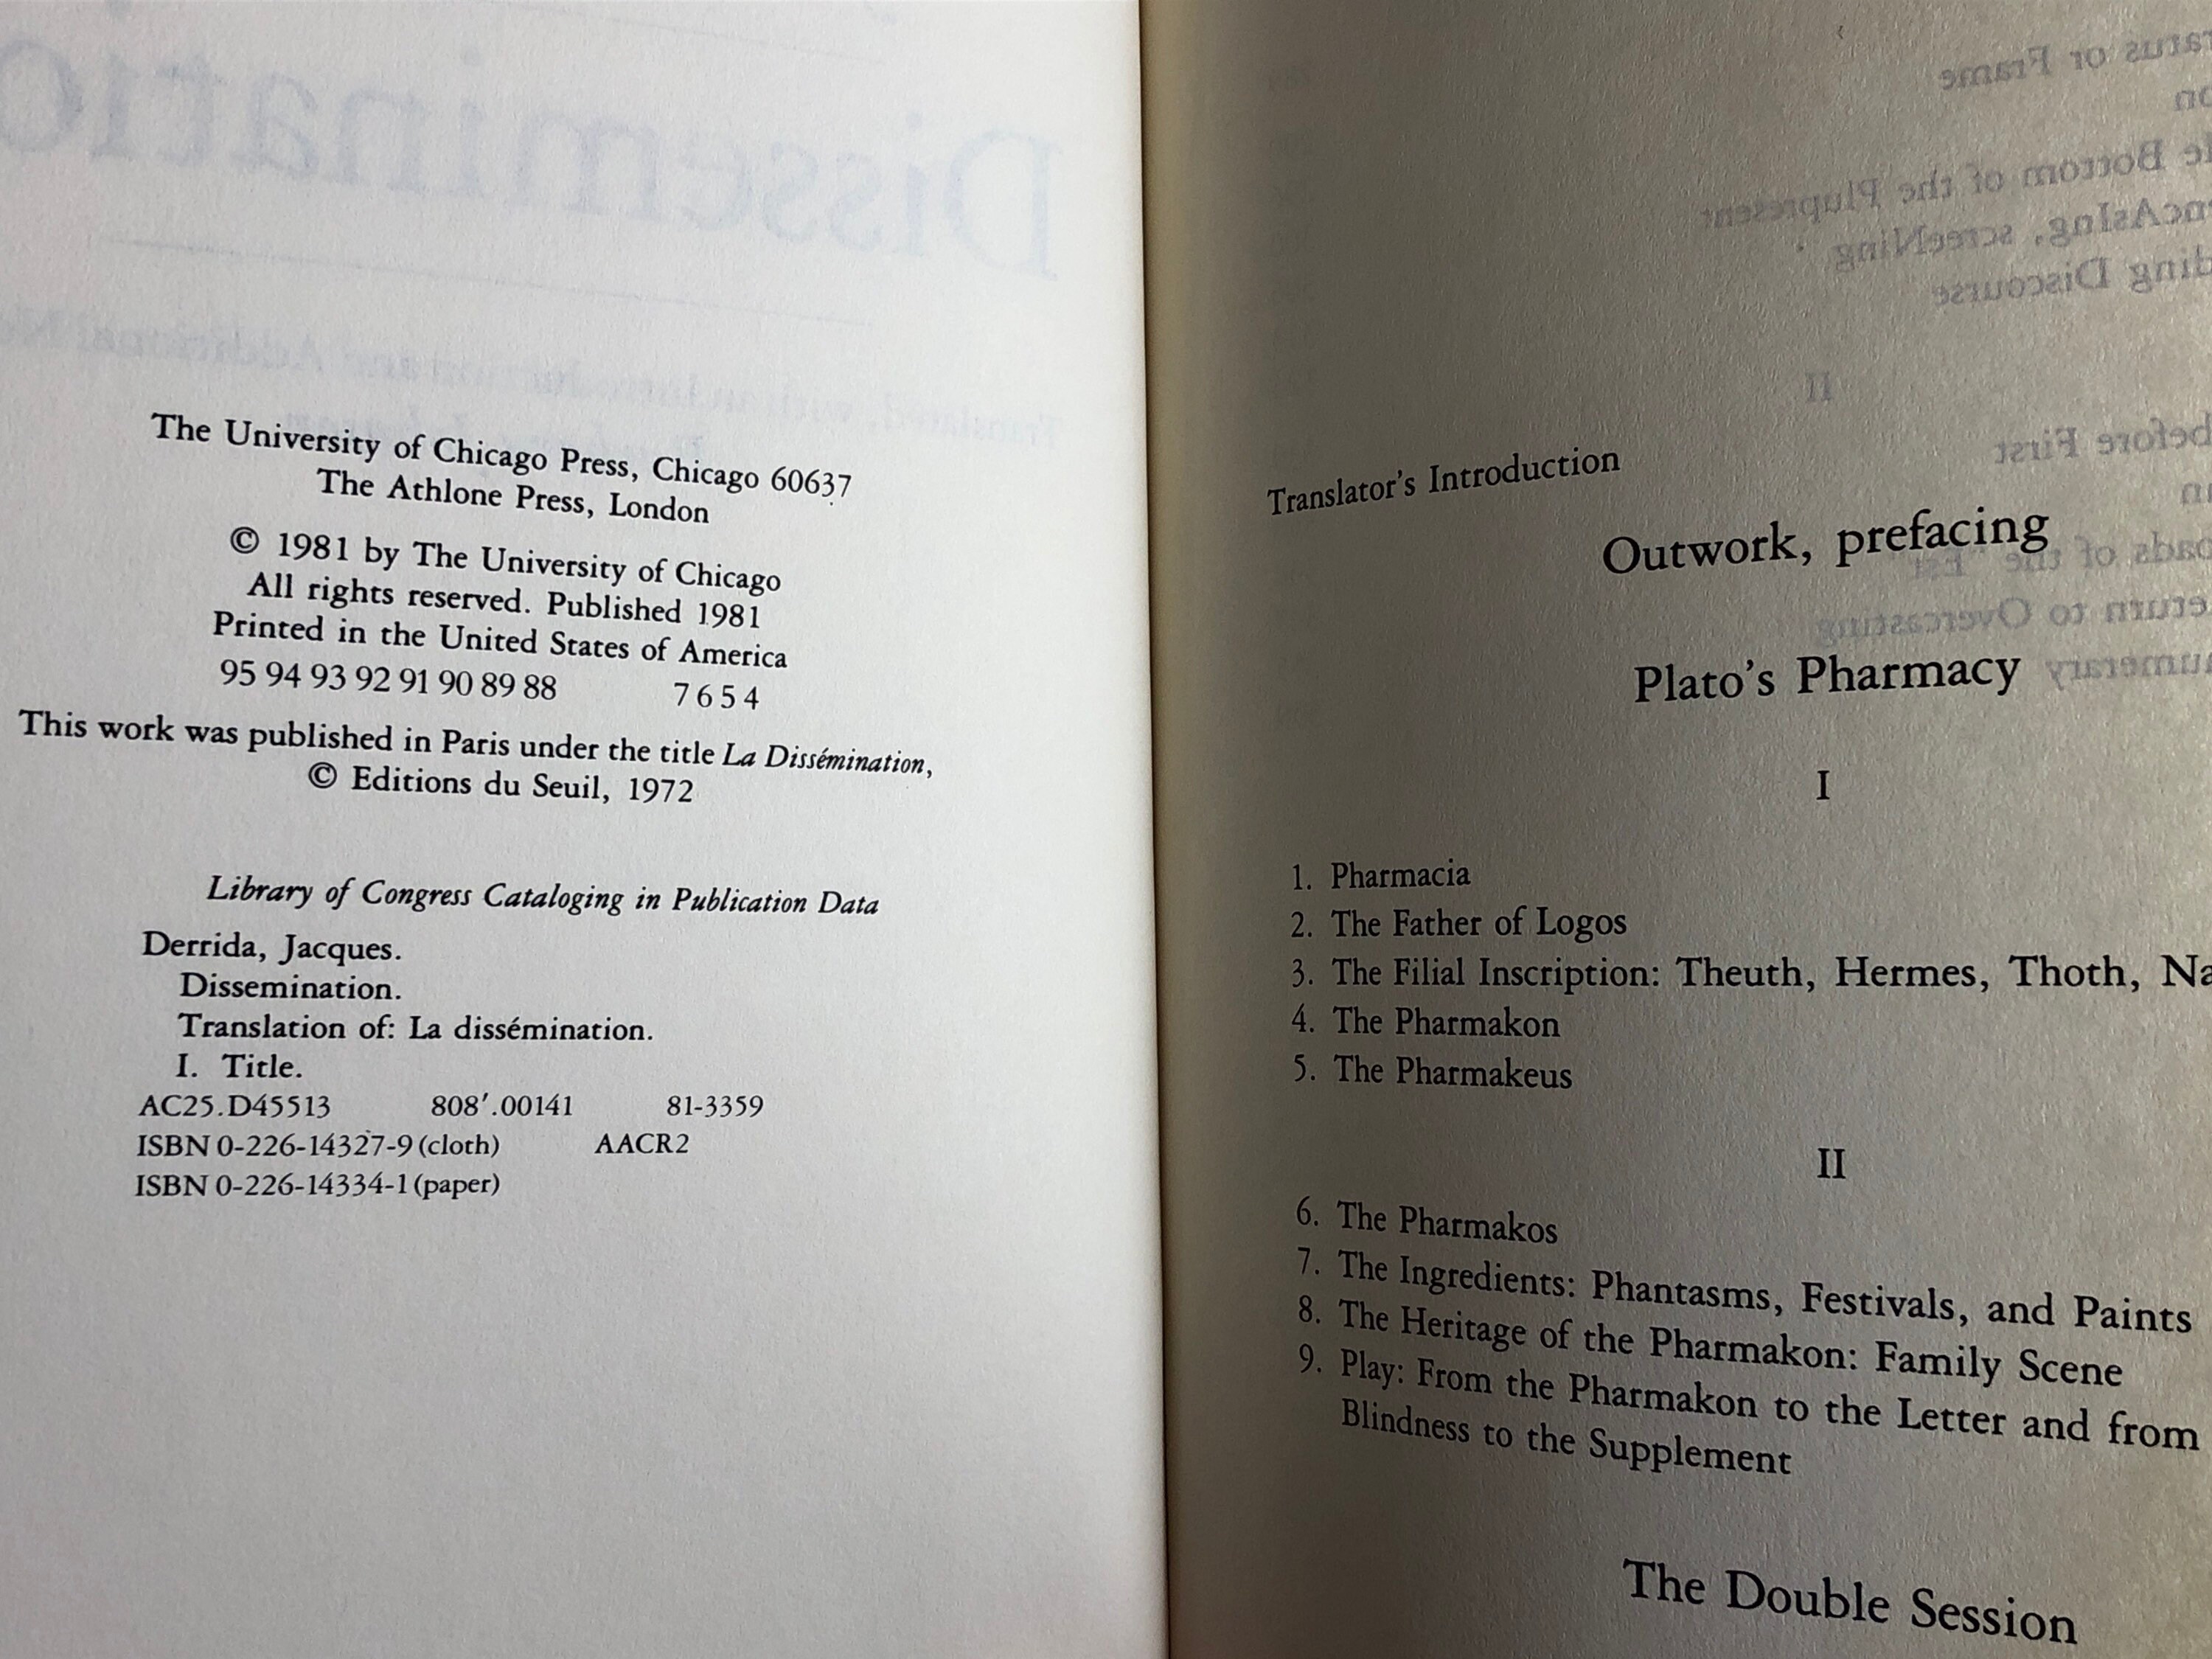 The University of Chicago Press, Chicago 60637
The Athlone Press, London
© 1981 by The University of Chicago
All rights reserved. Published 1981
Printed in the United States of America
95 94 93 92 91 90 89 88 7 6 5 4
This work was published in Paris under the title La Dissémination,
© Editions du Seuil, 1972
Library of Congress Cataloging in Publication Data
Derrida, Jacques.
Dissemination.
Translation of: La dissémination.
I. Title.
AC25.D45513 808′.00141 81-3359
ISBN 0-226-14327-9 (cloth) AACR2
ISBN 0-226-14334-1 (paper)
Translator's Introduction
Outwork, prefacing
Plato's Pharmacy
I
1. Pharmacia
2. The Father of Logos
3. The Filial Inscription: Theuth, Hermes, Thoth, Na
4. The Pharmakon
5. The Pharmakeus
II
6. The Pharmakos
7. The Ingredients: Phantasms, Festivals, and Paints
8. The Heritage of the Pharmakon: Family Scene
9. Play: From the Pharmakon to the Letter and from
Blindness to the Supplement
The Double Session